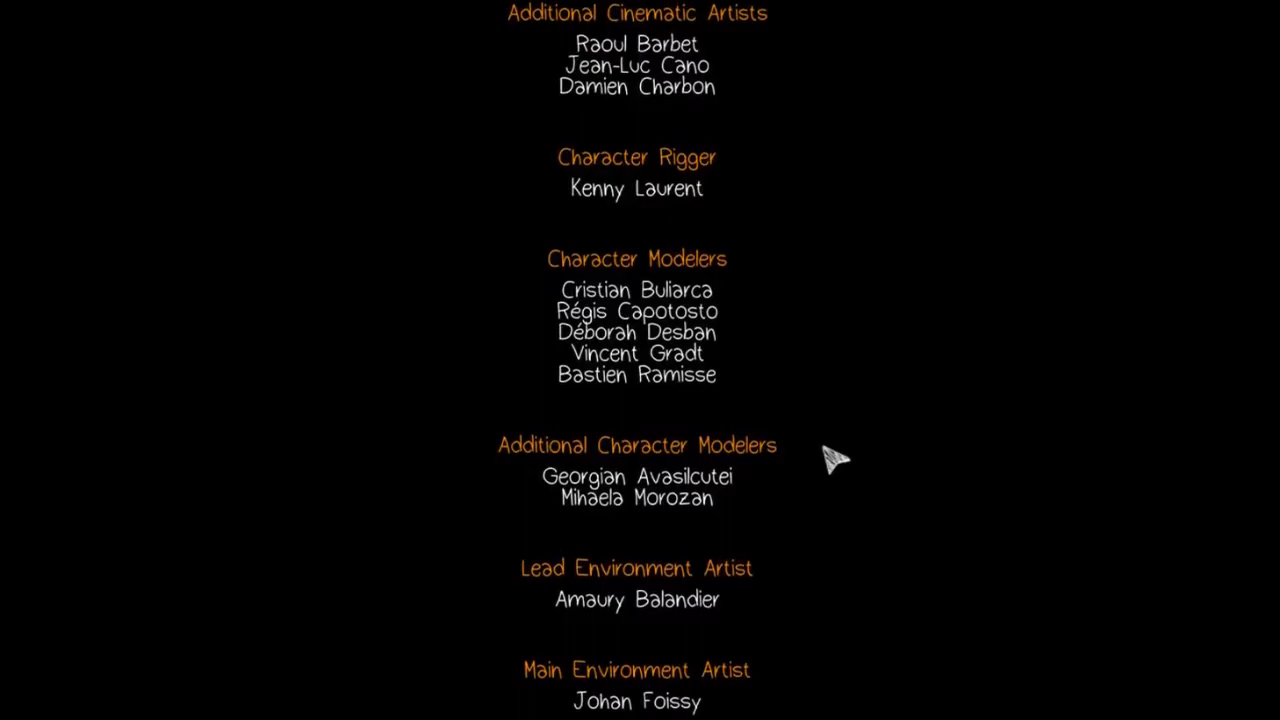 Additional Cinematic Artists
Raoul Barbet
Jean-Luc Cano
Damien Charbon
Character Rigger
Kenny Laurent
Character Modelers
Cristian Buliarca
Régis Capotosto
Déborah Desban
Vincent Gradt
Bastien Ramisse
Additional Character Modelers
Georgian Avasilcutei
Mihaela Morozan
Lead Environment Artist
Amaury Balandier
Main Environment Artist
Johan Foissy